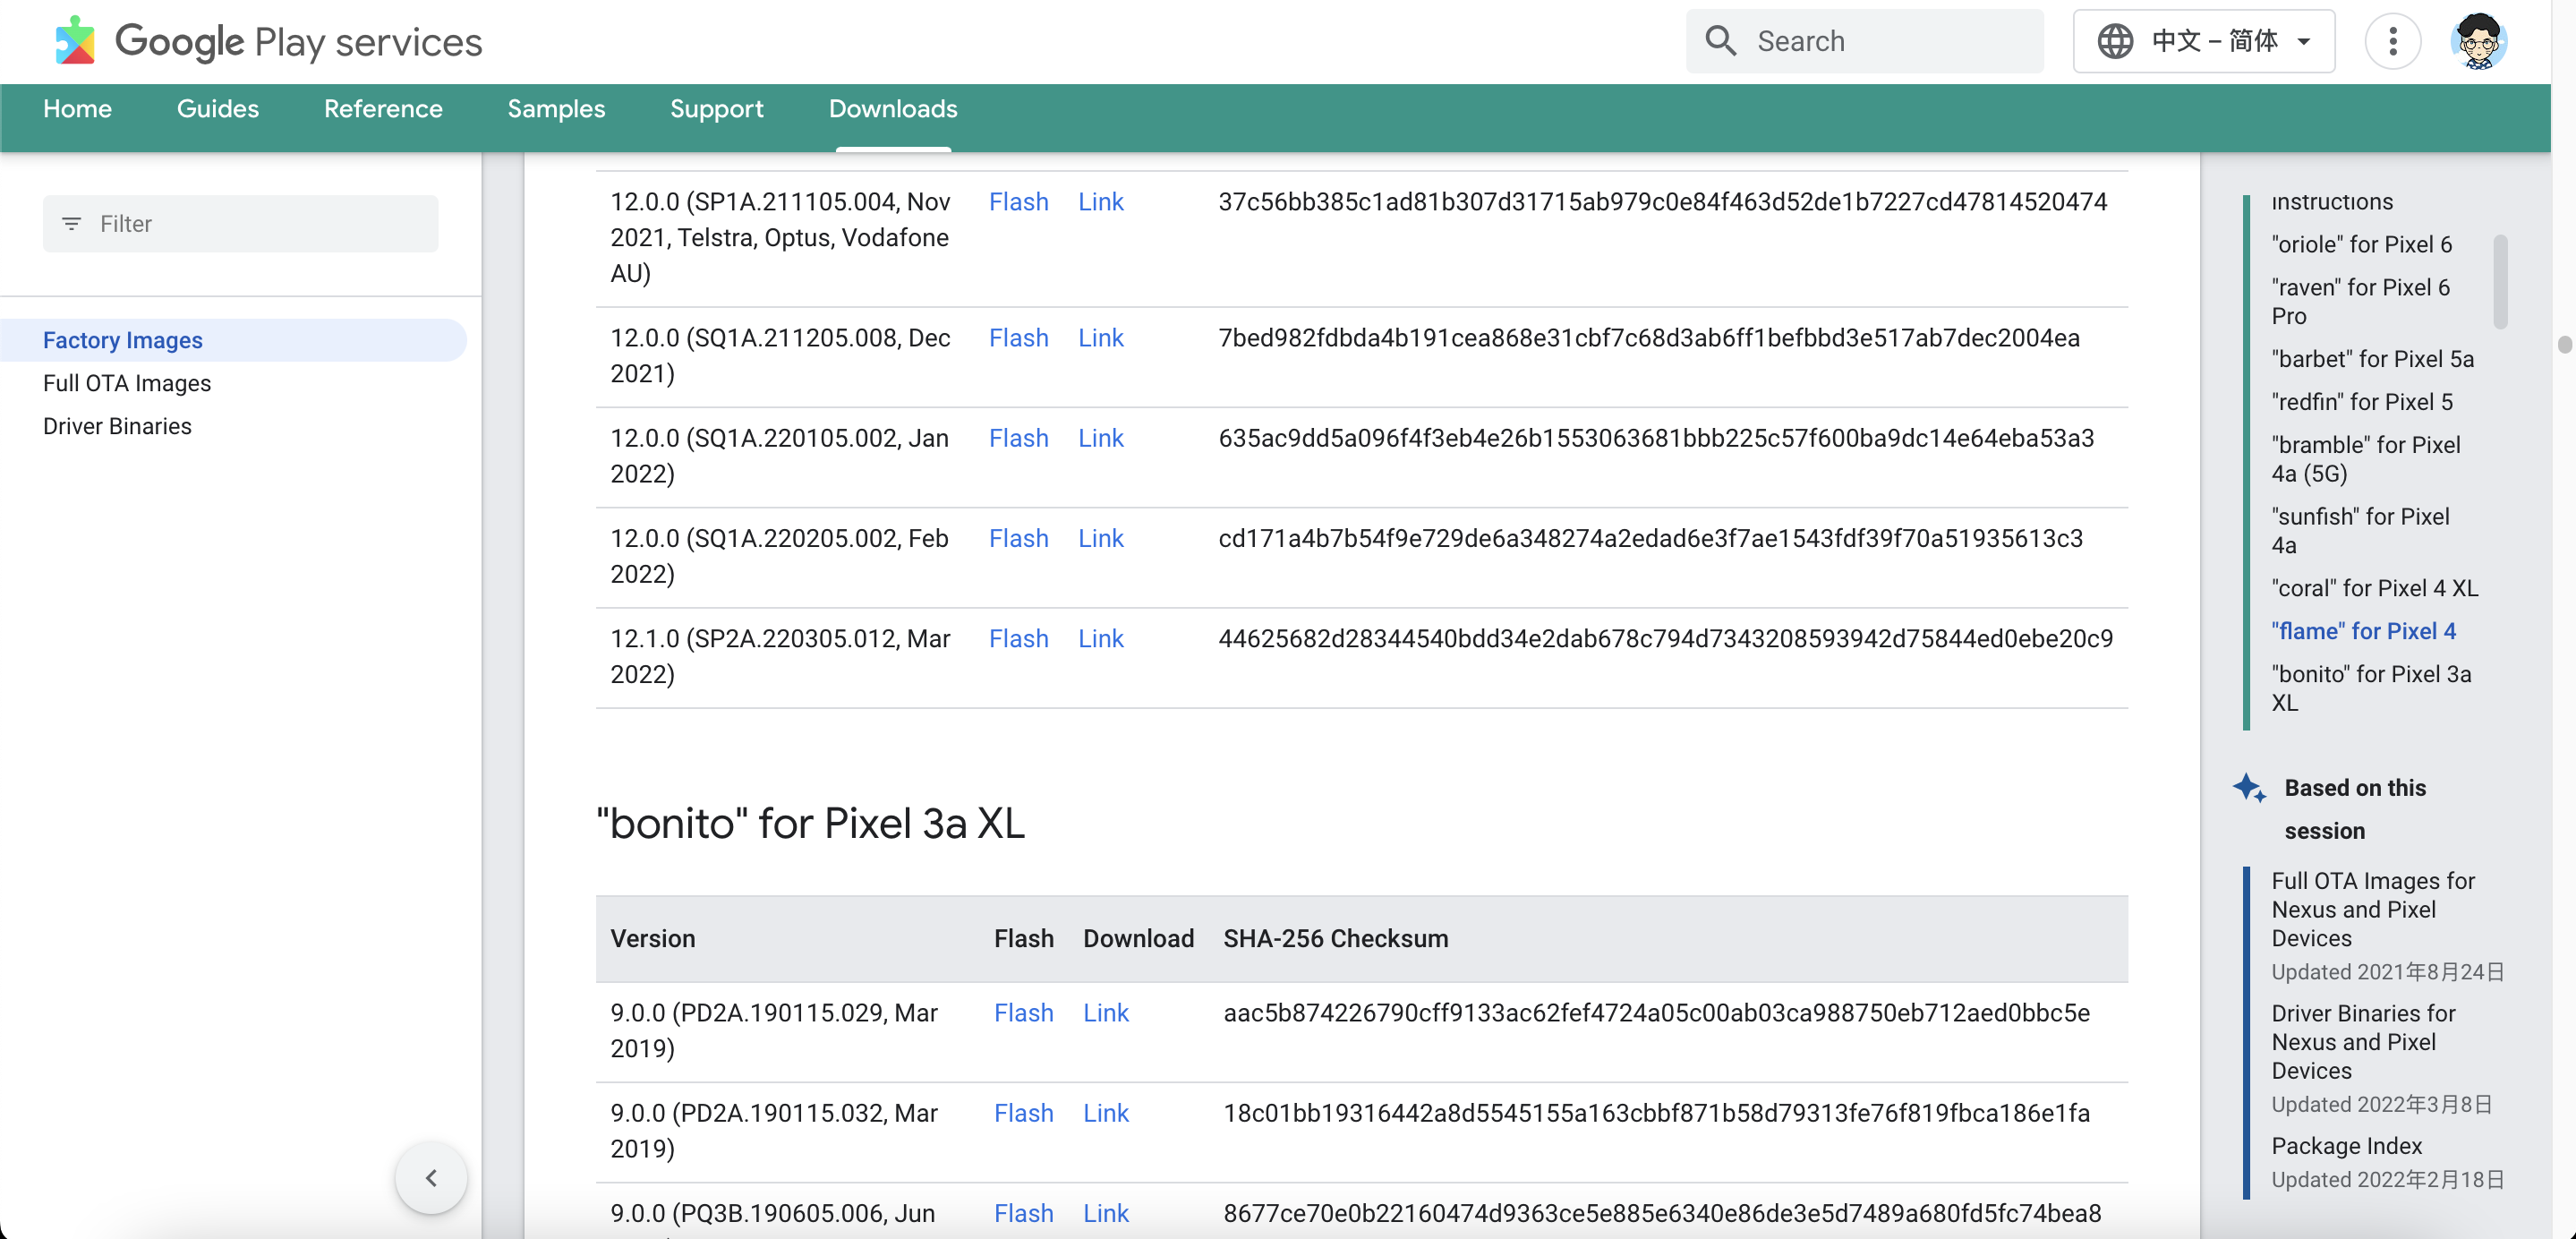 Google Play services
Search
中文 – 简体
Home
Guides
Reference
Samples
Support
Downloads
Filter
Factory Images
Full OTA Images
Driver Binaries
12.0.0 (SP1A.211105.004, Nov
2021, Telstra, Optus, Vodafone
AU)
Flash
Link
37c56bb385c1ad81b307d31715ab979c0e84f463d52de1b7227cd47814520474
12.0.0 (SQ1A.211205.008, Dec
2021)
Flash
Link
7bed982fdbda4b191cea868e31cbf7c68d3ab6ff1befbbd3e517ab7dec2004ea
12.0.0 (SQ1A.220105.002, Jan
2022)
Flash
Link
635ac9dd5a096f4f3eb4e26b1553063681bbb225c57f600ba9dc14e64eba53a3
12.0.0 (SQ1A.220205.002, Feb
2022)
Flash
Link
cd171a4b7b54f9e729de6a348274a2edad6e3f7ae1543fdf39f70a51935613c3
12.1.0 (SP2A.220305.012, Mar
2022)
Flash
Link
44625682d28344540bdd34e2dab678c794d7343208593942d75844ed0ebe20c9
"bonito" for Pixel 3a XL
Version
Flash
Download
SHA-256 Checksum
9.0.0 (PD2A.190115.029, Mar
2019)
Flash
Link
aac5b874226790cff9133ac62fef4724a05c00ab03ca988750eb712aed0bbc5e
9.0.0 (PD2A.190115.032, Mar
2019)
Flash
Link
18c01bb19316442a8d5545155a163cbbf871b58d79313fe76f819fbca186e1fa
9.0.0 (PQ3B.190605.006, Jun
Flash
Link
8677ce70e0b22160474d9363ce5e885e6340e86de3e5d7489a680fd5fc74bea8
instructions
"oriole" for Pixel 6
"raven" for Pixel 6
Pro
"barbet" for Pixel 5a
"redfin" for Pixel 5
"bramble" for Pixel
4a (5G)
"sunfish" for Pixel
4a
"coral" for Pixel 4 XL
"flame" for Pixel 4
"bonito" for Pixel 3a
XL
Based on this
session
Full OTA Images for
Nexus and Pixel
Devices
Updated 2021年8月24日
Driver Binaries for
Nexus and Pixel
Devices
Updated 2022年3月8日
Package Index
Updated 2022年2月18日